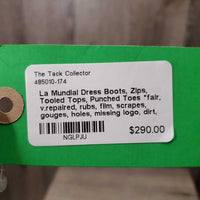 The Tack Collector
485010-174
La Mundial Dress Boots, Zips,
Tooled Tops, Punched Toes *fair,
v.repaired, rubs, film, scrapes,
gouges, holes, missing logo, dirt,
$290.00
NGLPJU